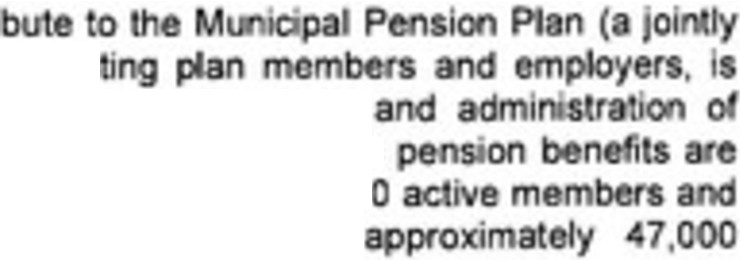 bute to the Municipal Pension Plan (a jointly
ting plan members and employers, is
and administration of
pension benefits are
0 active members and
approximately 47,000